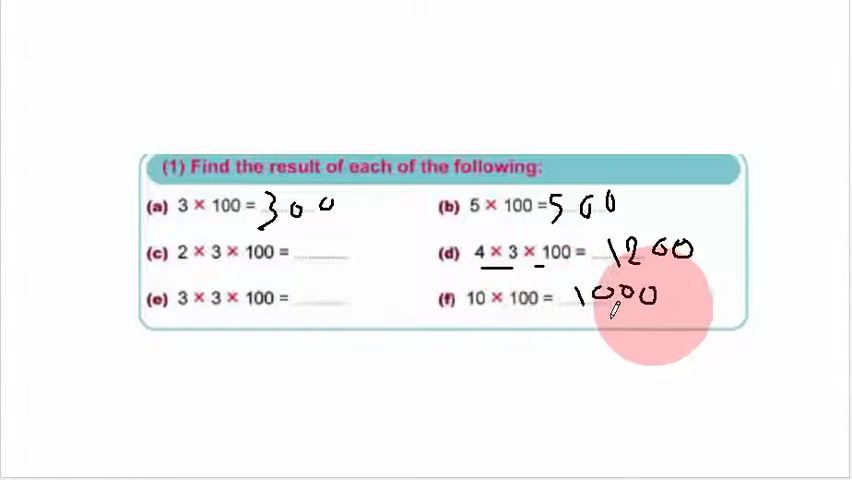 (1) Find the result of each of the following:
(a) 3 × 100 = 300 (b) 5 × 100 = 500
(c) 2 × 3 × 100 = ............ (d) 4 × 3 × 100 = 1200
(e) 3 × 3 × 100 = ............ (f) 10 × 100 = 1000